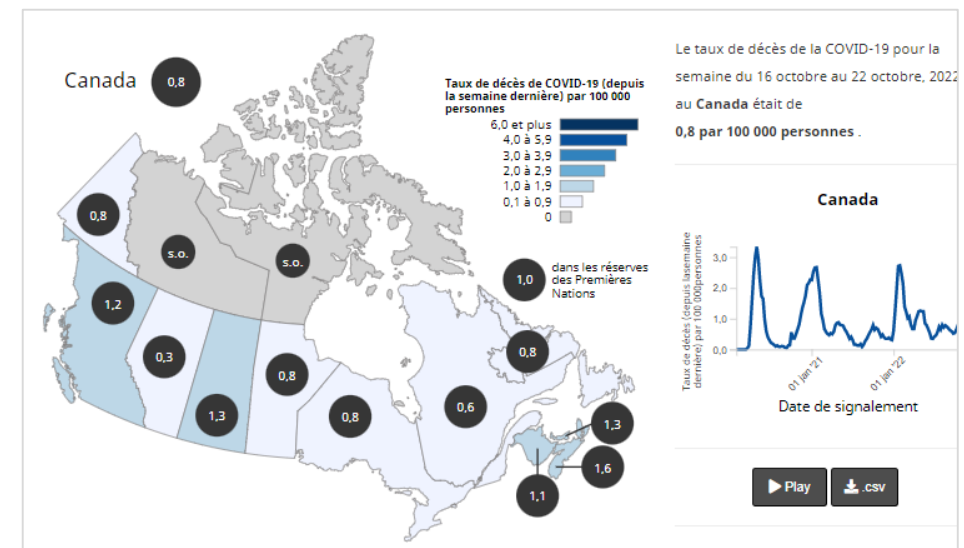 Canada
0,8
Taux de décès de COVID-19 (depuis
la semaine dernière) par 100 000
personnes
6,0 et plus
4,0 à 5,9
3,0 à 3,9
2,0 à 2,9
1,0 à 1,9
0,1 à 0,9
0
0,8
s.o.
s.o.
1,0
dans les réserves
des Premières
Nations
1,2
0,3
1,3
0,8
0,8
0,6
0,8
1,3
1,6
1,1
Le taux de décès de la COVID-19 pour la
semaine du 16 octobre au 22 octobre, 2022
au Canada était de
0,8 par 100 000 personnes .
Canada
Taux de décès (depuis lasemaine
dernière) par 100 000personnes
3,0
2,0
1,0
0,0
01 jan '21
01 jan '22
Date de signalement
Play
.csv